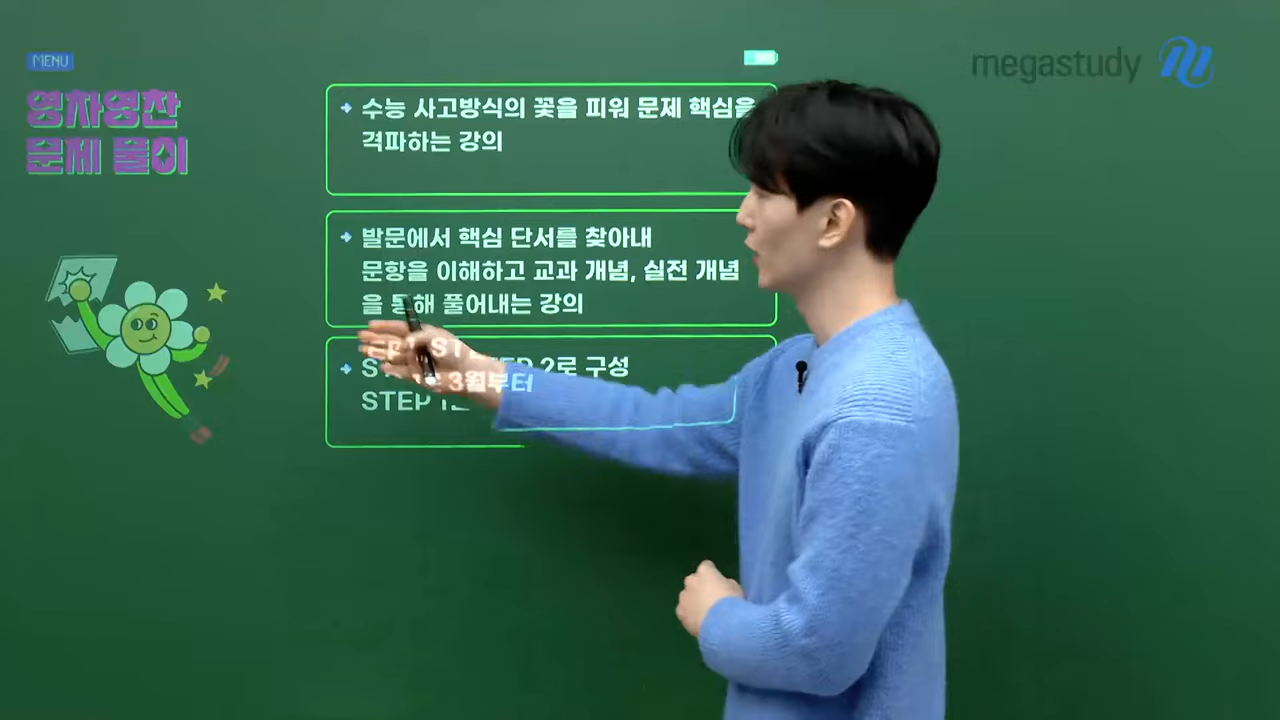 MENU
megastudy
영차영찬
문제 풀이
수능 사고방식의 꽃을 피워 문제 핵심을
격파하는 강의
발문에서 핵심 단서를 찾아내
문항을 이해하고 교과 개념, 실전 개념
을 통해 풀어내는 강의
2로 구성
3월부터
STEP